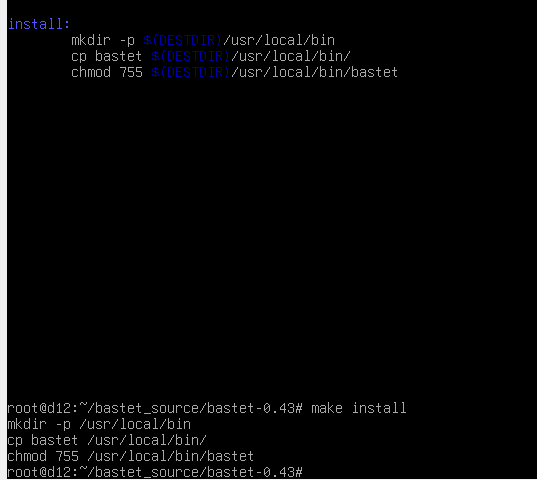 install:
mkdir -p $(DESTDIR)/usr/local/bin
cp bastet $(DESTDIR)/usr/local/bin/
chmod 755 $(DESTDIR)/usr/local/bin/bastet
root@d12:~/bastet_source/bastet-0.43# make install
mkdir -p /usr/local/bin
cp bastet /usr/local/bin/
chmod 755 /usr/local/bin/bastet
root@d12:~/bastet_source/bastet-0.43#